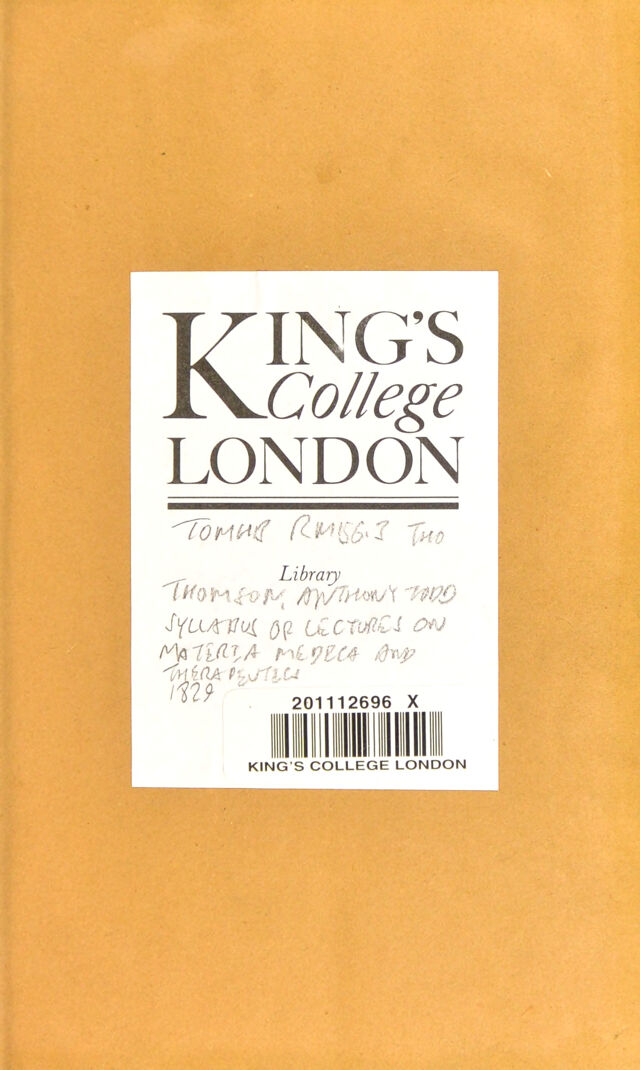 KING'S
College
LONDON
TOMHB RM156.3 THO
Library
THOMSON, ANTHONY TODD
SYLLABUS OF LECTURES ON
MATERIA MEDECA AND
THERAPEUTICS
1829
201112696 X
KING'S COLLEGE LONDON